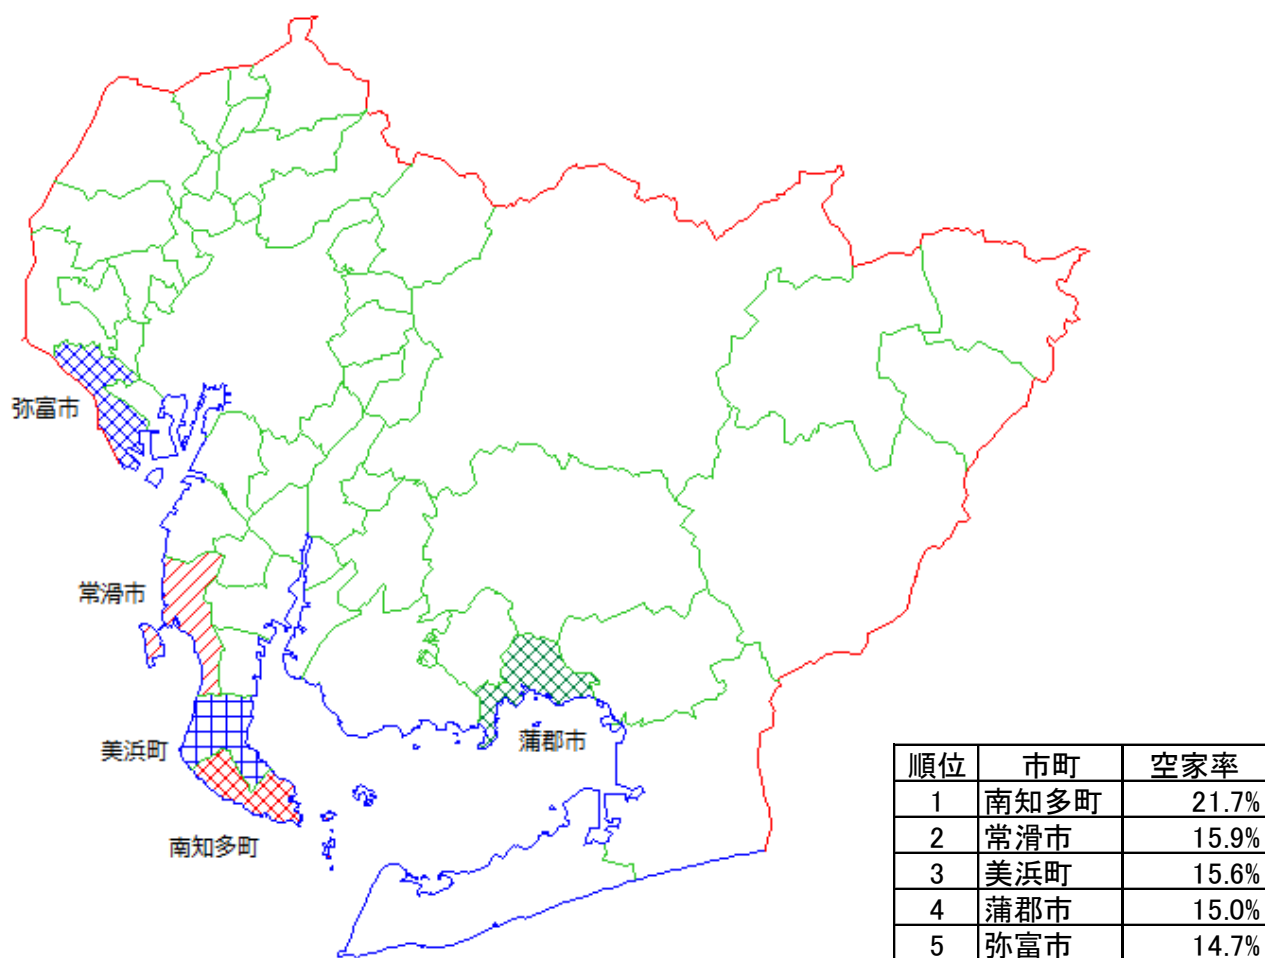 弥富市
常滑市
美浜町
蒲郡市
南知多町
順位 市町 空家率
1 南知多町 21.7%
2 常滑市 15.9%
3 美浜町 15.6%
4 蒲郡市 15.0%
5 弥富市 14.7%